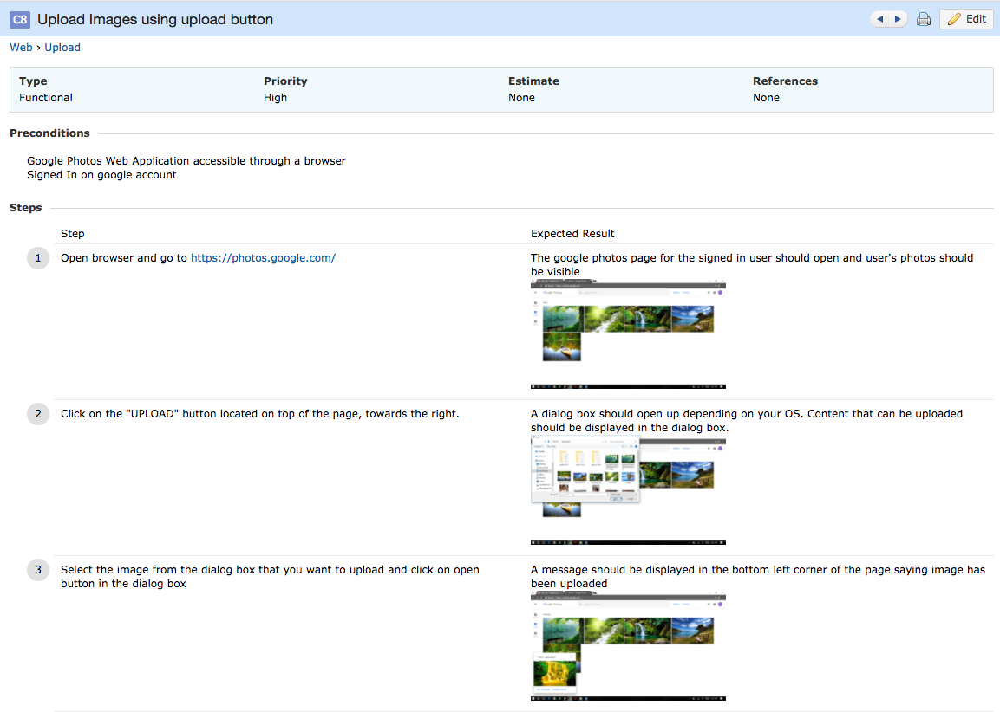 C8 Upload Images using upload button
Edit
Web > Upload
Type Priority Estimate References
Functional High None None
Preconditions
Google Photos Web Application accessible through a browser
Signed In on google account
Steps
Step Expected Result
1 Open browser and go to https://photos.google.com/ The google photos page for the signed in user should open and user's photos should
be visible
2 Click on the "UPLOAD" button located on top of the page, towards the right. A dialog box should open up depending on your OS. Content that can be uploaded
should be displayed in the dialog box.
3 Select the image from the dialog box that you want to upload and click on open A message should be displayed in the bottom left corner of the page saying image has
button in the dialog box been uploaded